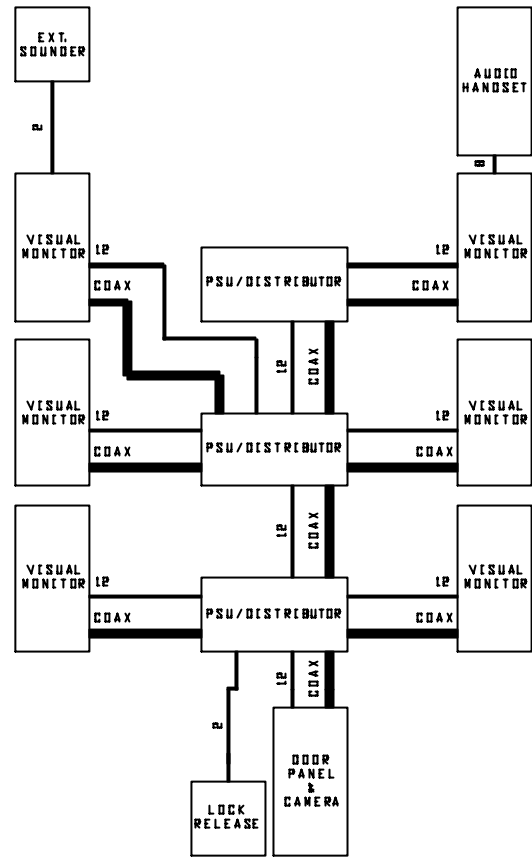 EXT.
SOUNDER
AUDIO
HANDSET
2
8
VISUAL
MONITOR
12
COAX
PSU/DISTRIBUTOR
12
COAX
VISUAL
MONITOR
12
COAX
VISUAL
MONITOR
12
COAX
PSU/DISTRIBUTOR
12
COAX
VISUAL
MONITOR
12
COAX
VISUAL
MONITOR
12
COAX
PSU/DISTRIBUTOR
12
COAX
VISUAL
MONITOR
2
12
COAX
LOCK
RELEASE
DOOR
PANEL
&
CAMERA